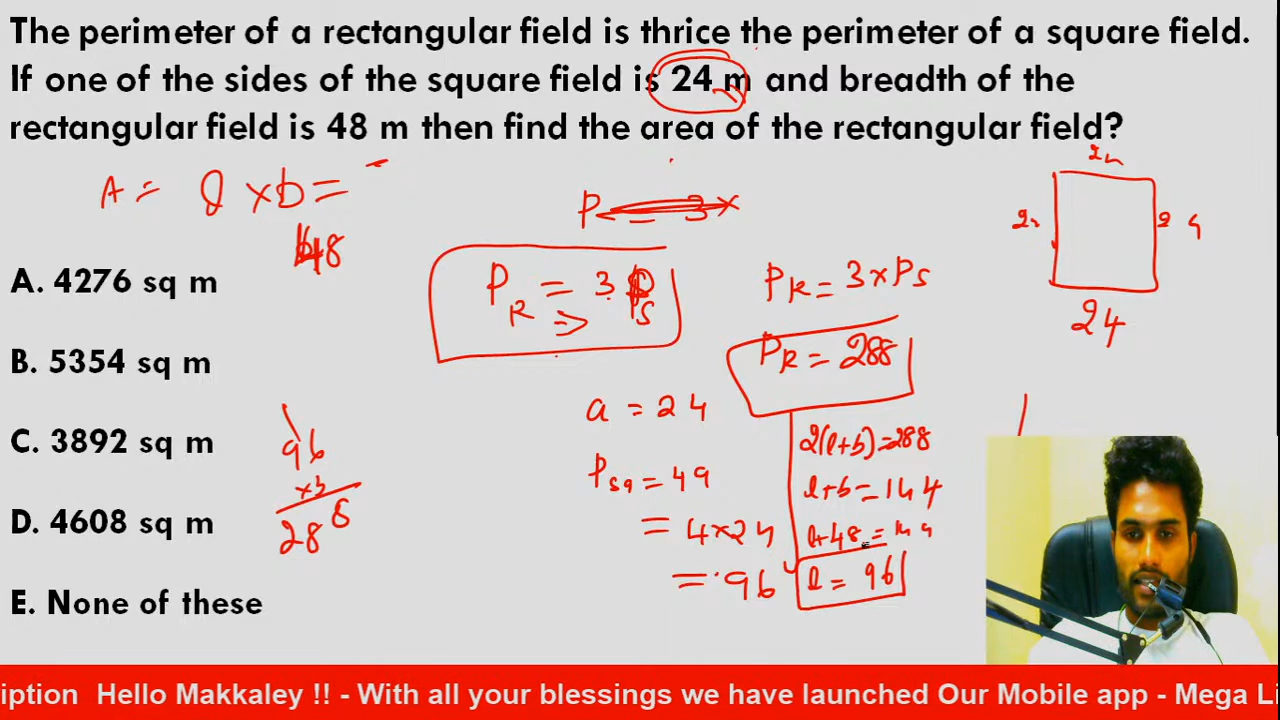 The perimeter of a rectangular field is thrice the perimeter of a square field.
If one of the sides of the square field is 24 m and breadth of the
rectangular field is 48 m then find the area of the rectangular field?
A = l × b =
48
P = 3 ×
P_R = 3 P_S
⇒
P_R = 3 × P_S
P_R = 288
24
A. 4276 sq m
B. 5354 sq m
C. 3892 sq m
D. 4608 sq m
E. None of these
96
×3
288
a = 24
P_sq = 4a
= 4×24
= 96
2(l+b) = 288
l+b = 144
l+48 = 144
l = 96
iption Hello Makkaley !! - With all your blessings we have launched Our Mobile app - Mega Li